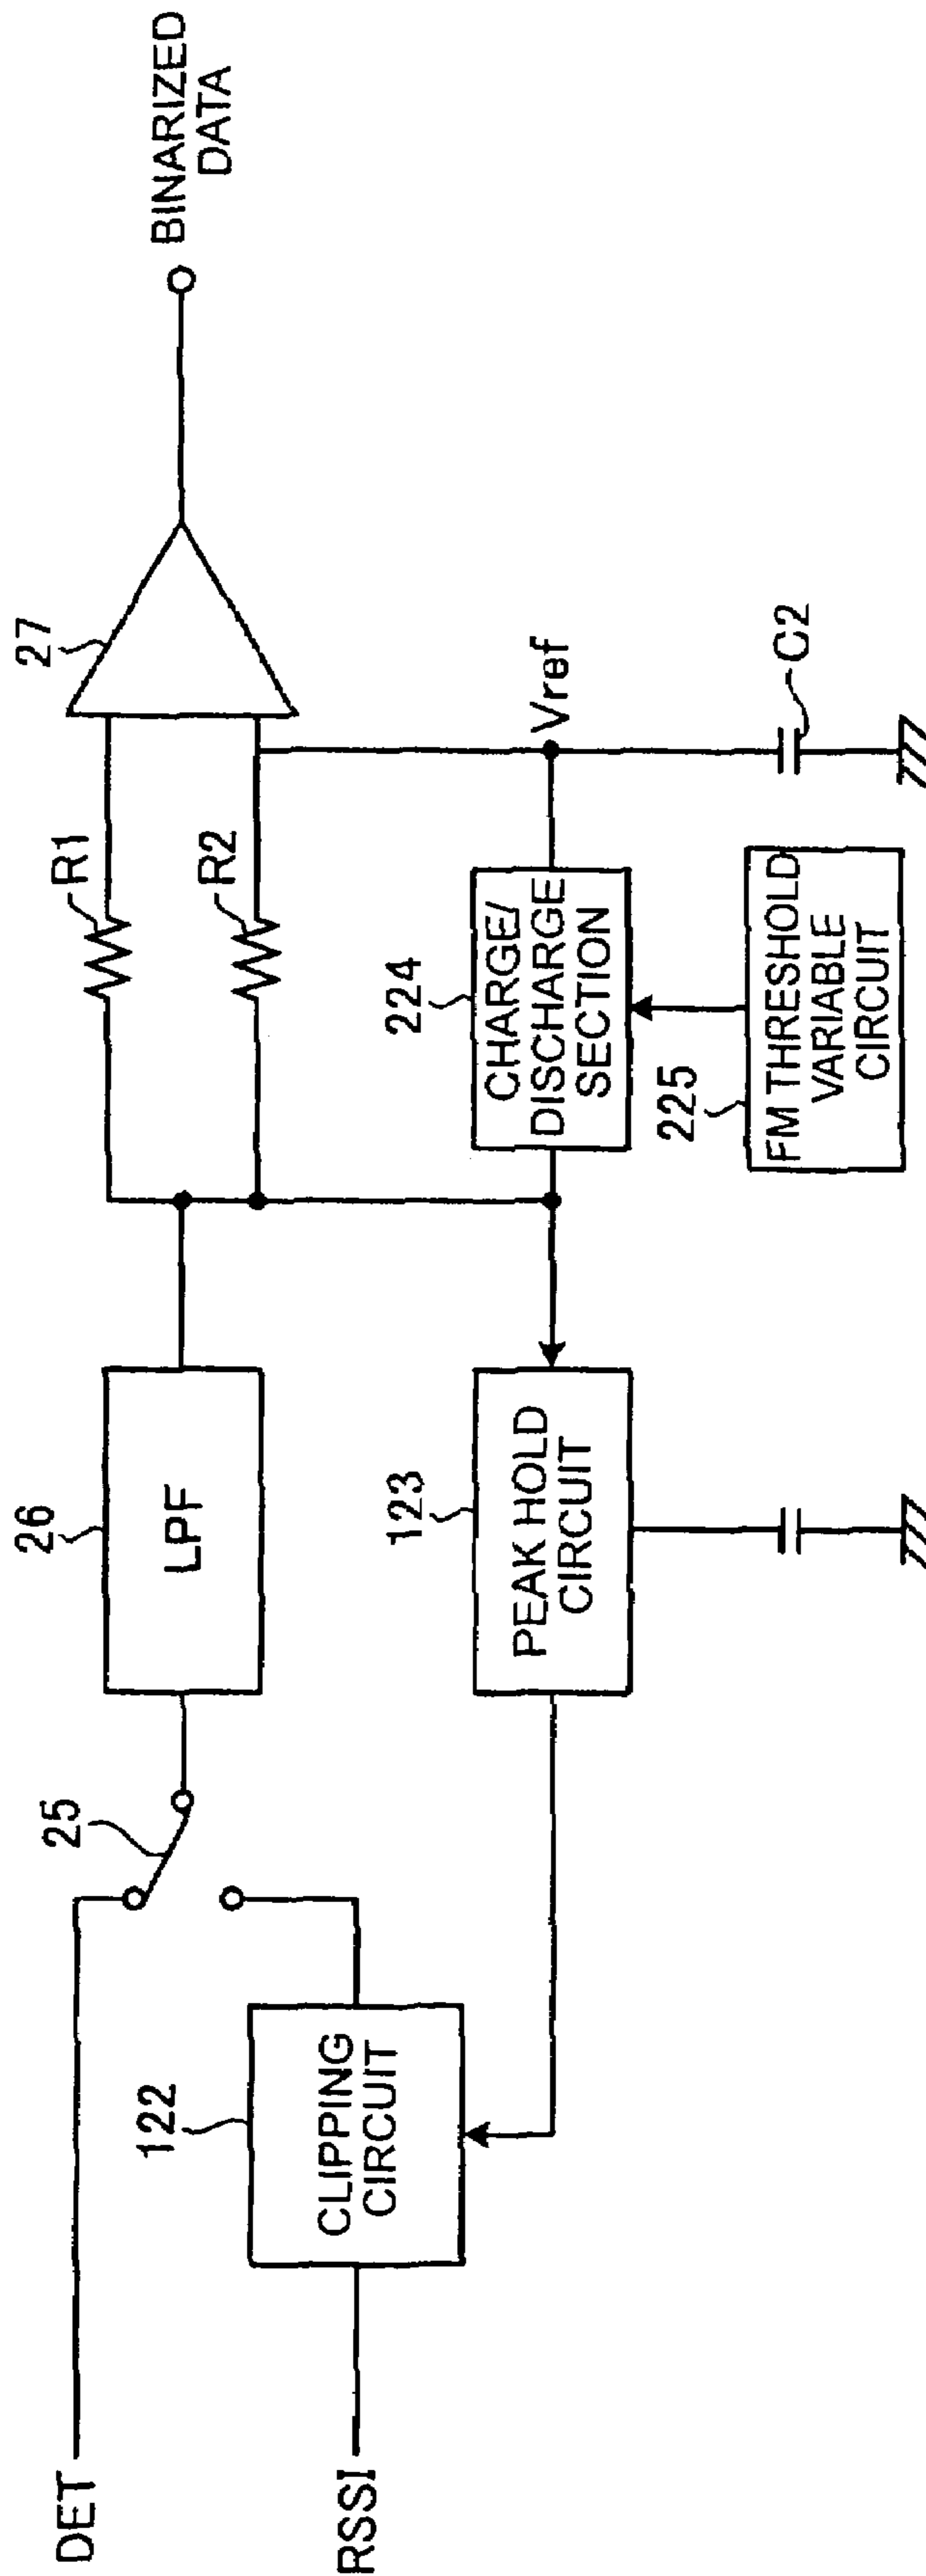 DET
RSSI
122
CLIPPING
CIRCUIT
25
26
LPF
123
PEAK HOLD
CIRCUIT
R1
R2
224
CHARGE/
DISCHARGE
SECTION
225
FM THRESHOLD
VARIABLE
CIRCUIT
Vref
C2
27
BINARIZED
DATA